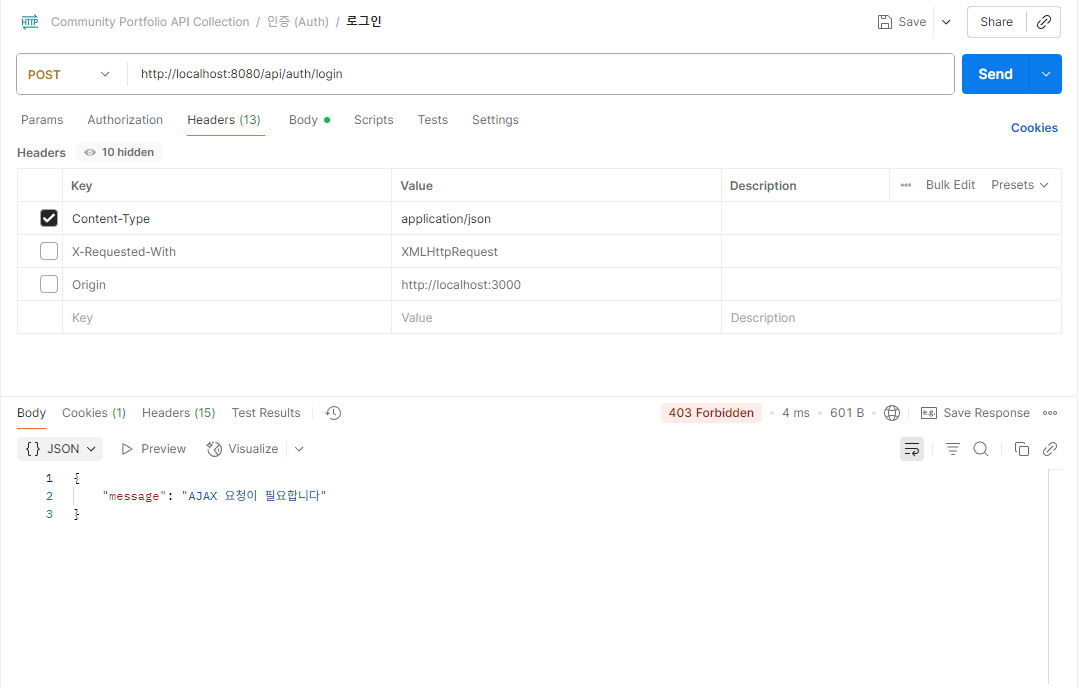 HTTP Community Portfolio API Collection / 인증 (Auth) / 로그인 Save Share
POST http://localhost:8080/api/auth/login Send
Params Authorization Headers (13) Body Scripts Tests Settings Cookies
Headers 10 hidden
Key Value Description Bulk Edit Presets
Content-Type application/json
X-Requested-With XMLHttpRequest
Origin http://localhost:3000
Key Value Description
Body Cookies (1) Headers (15) Test Results 403 Forbidden • 4 ms • 601 B • e.g. Save Response
{} JSON Preview Visualize
1 {
2 "message": "AJAX 요청이 필요합니다"
3 }